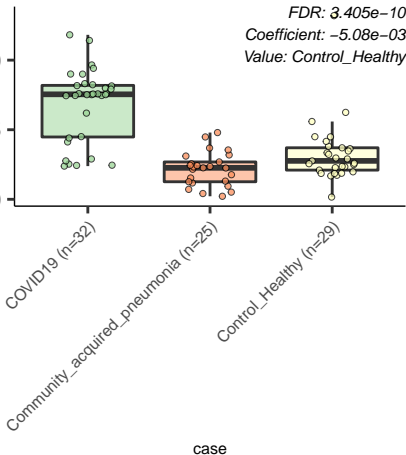 FDR: 3.405e−10
Coefficient: −5.08e−03
Value: Control_Healthy
COVID19 (n=32)
Community_acquired_pneumonia (n=25)
Control_Healthy (n=29)
case